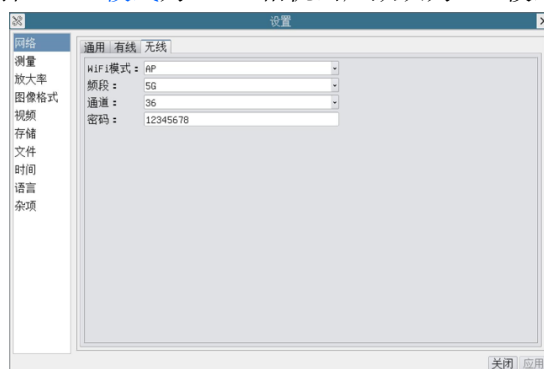 设置
网络
测量
放大率
图像格式
视频
存储
文件
时间
语言
杂项
通用 有线 无线
WiFi模式： AP
频段： 5G
通道： 36
密码： 12345678
关闭 应用